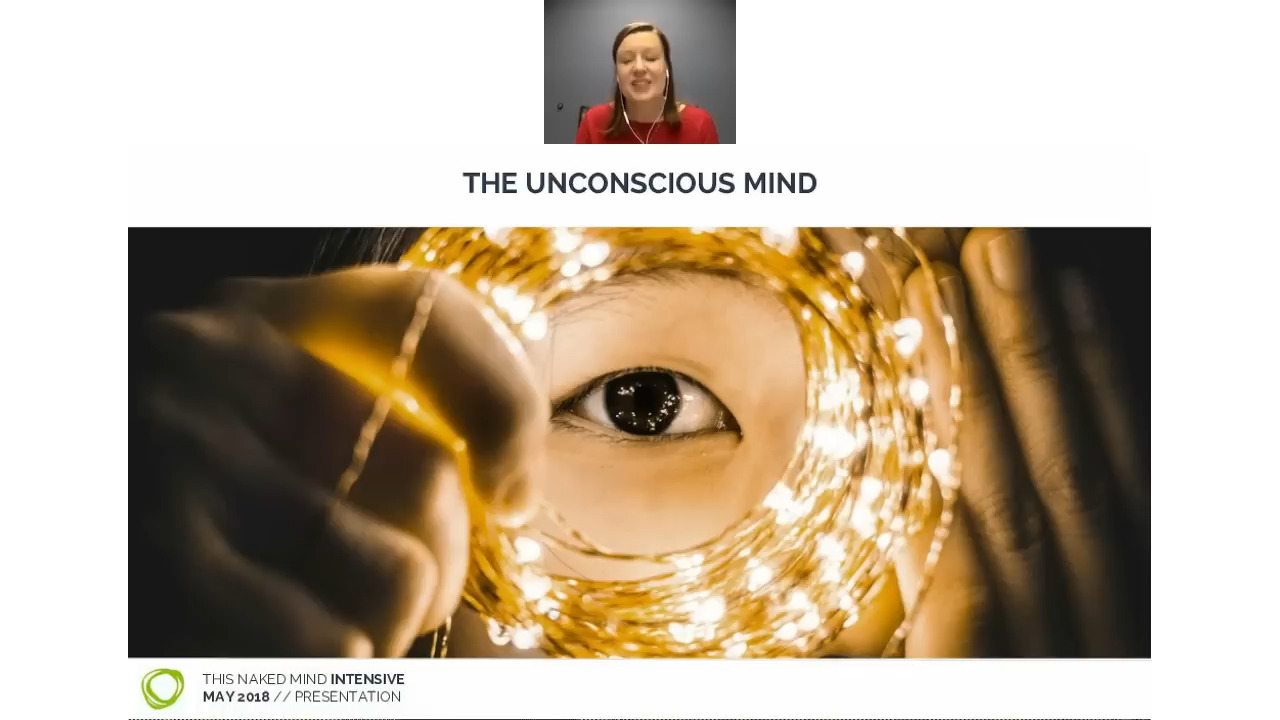 THE UNCONSCIOUS MIND
THIS NAKED MIND INTENSIVE
MAY 2018 // PRESENTATION